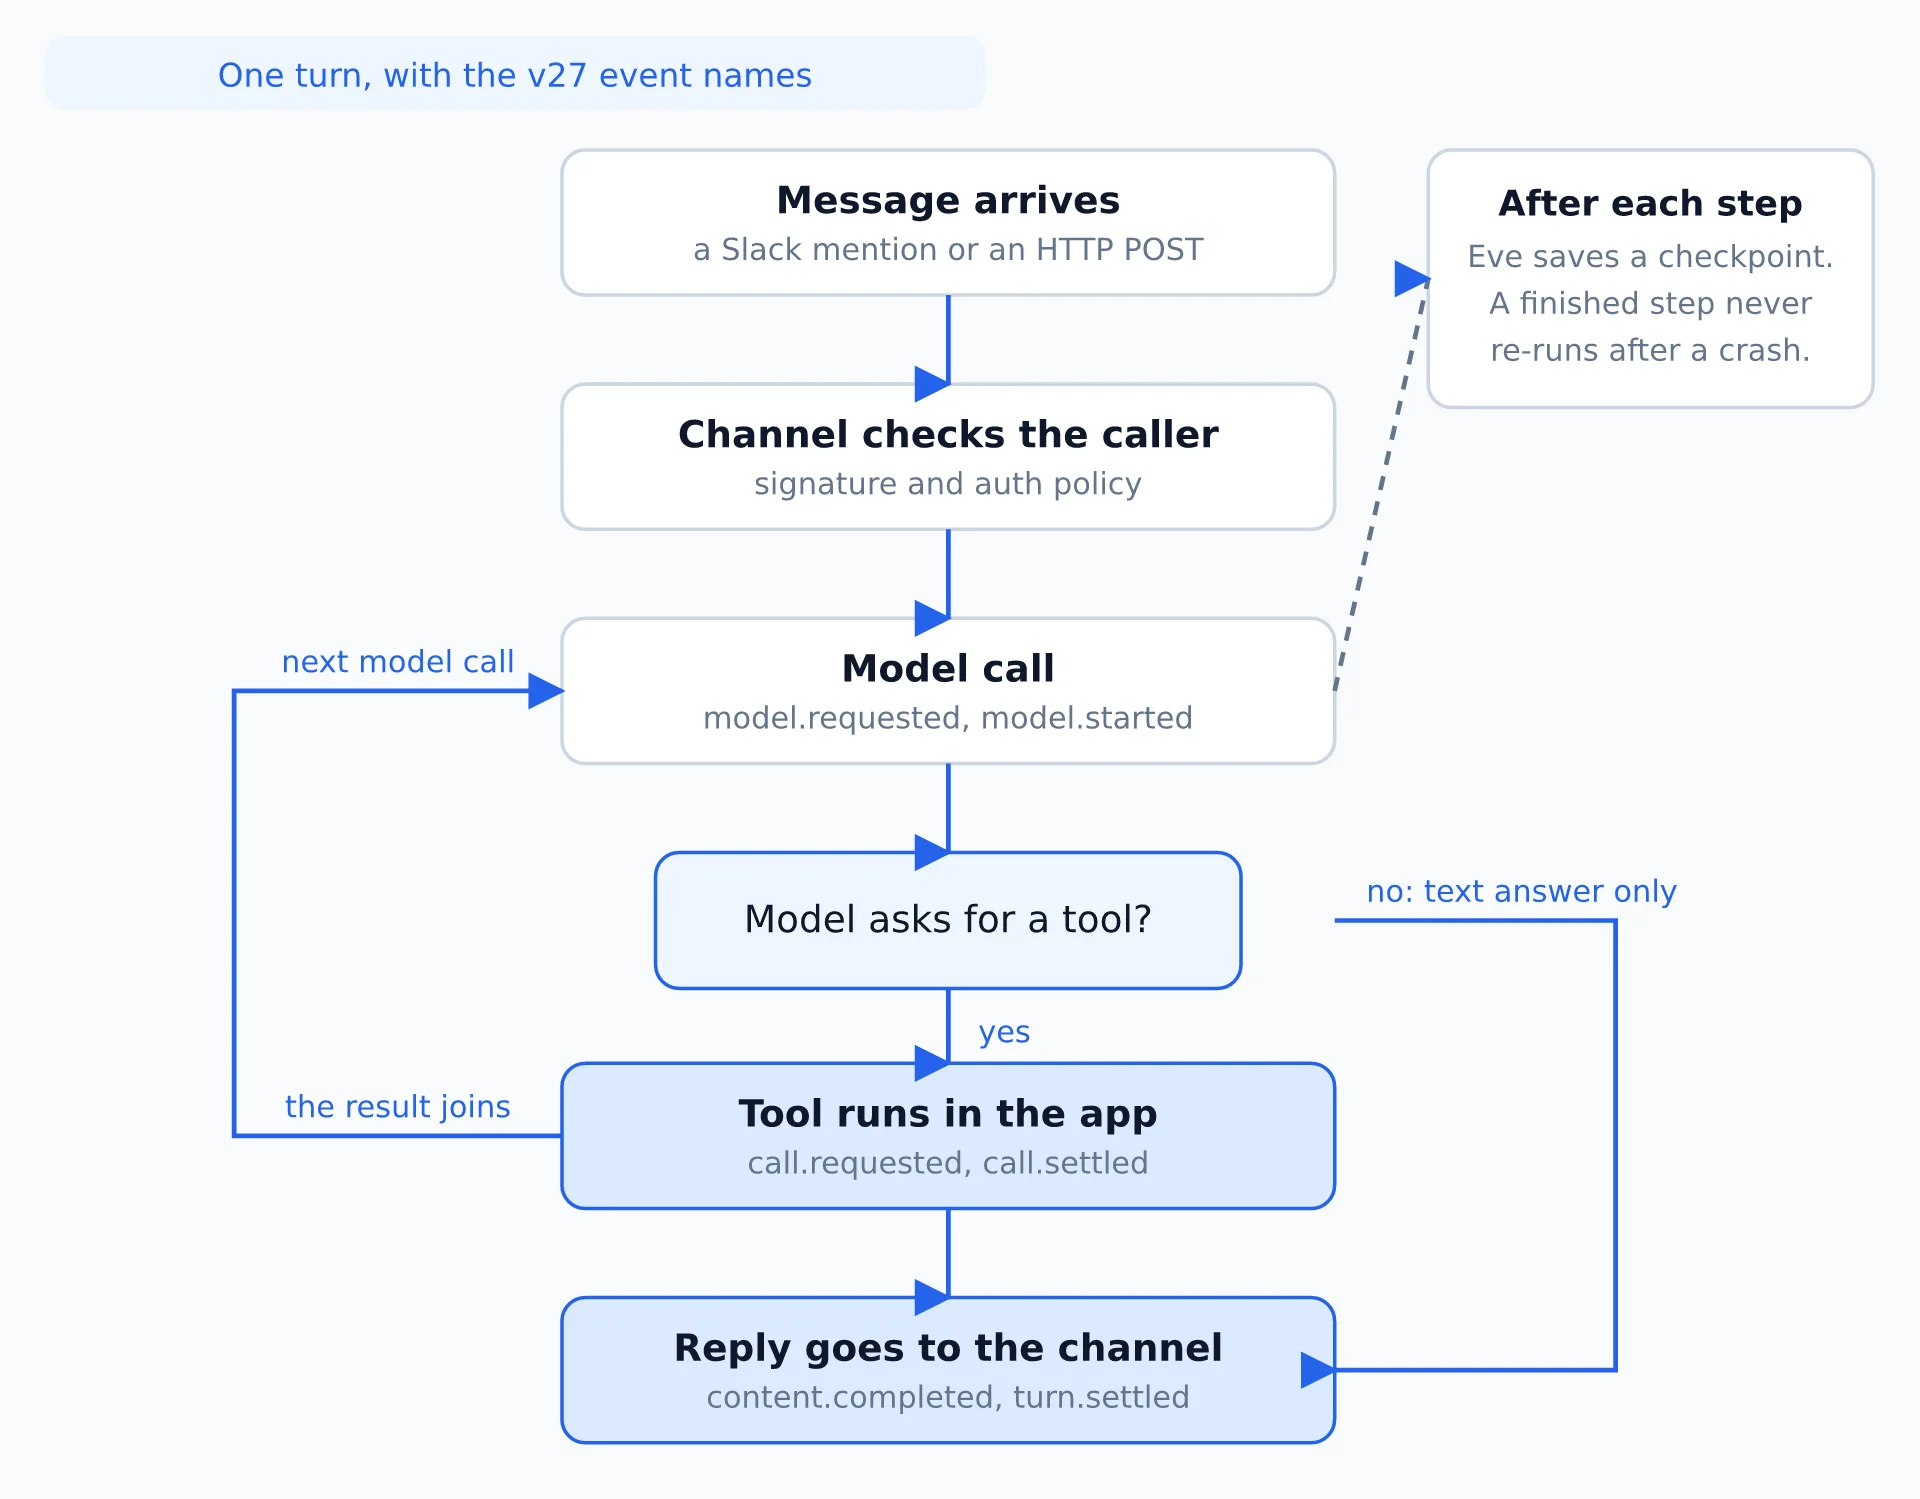 One turn, with the v27 event names
Message arrives
a Slack mention or an HTTP POST
After each step
Eve saves a checkpoint.
A finished step never
re-runs after a crash.
Channel checks the caller
signature and auth policy
next model call
Model call
model.requested, model.started
Model asks for a tool?
no: text answer only
yes
the result joins
Tool runs in the app
call.requested, call.settled
Reply goes to the channel
content.completed, turn.settled